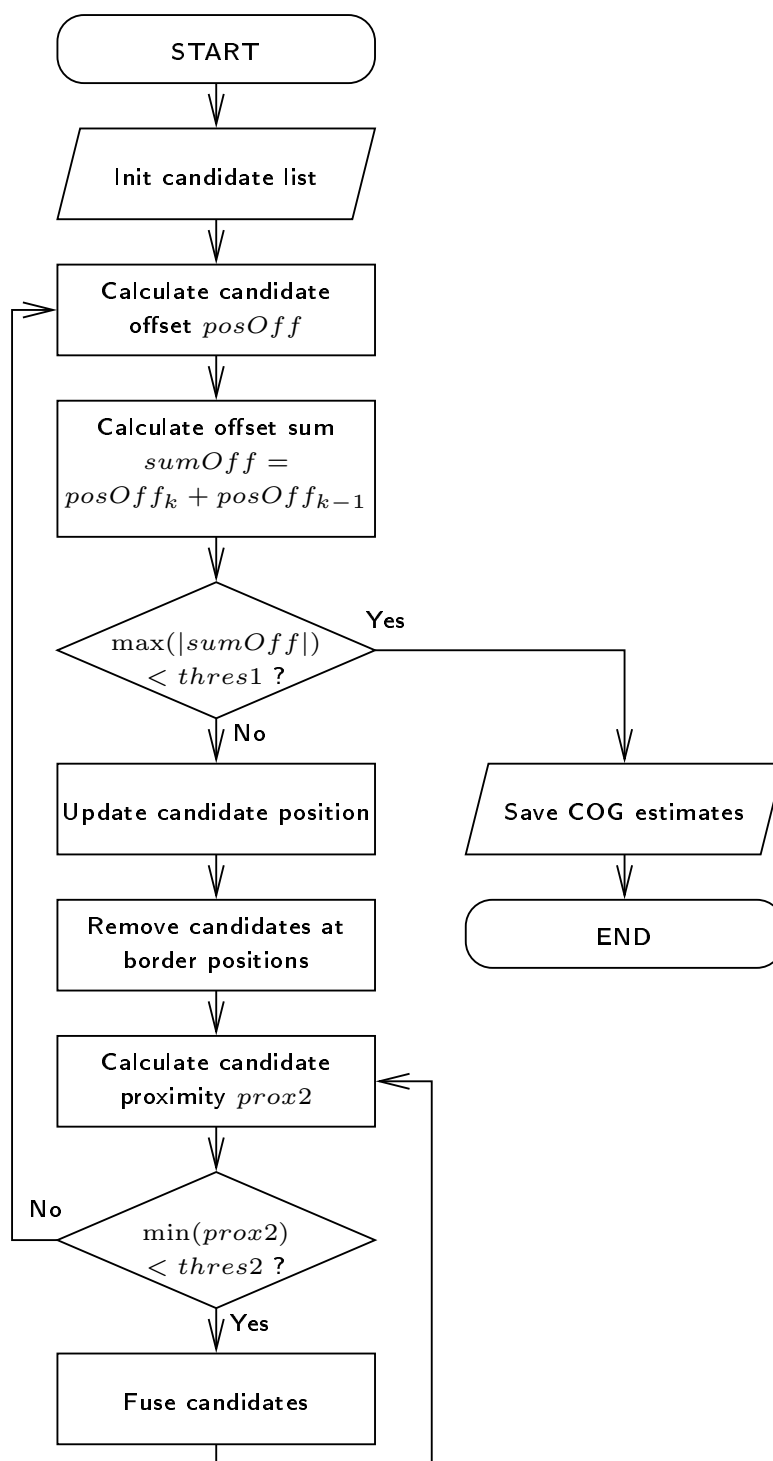 START
Init candidate list
Calculate candidate
offset posOff
Calculate offset sum
sumOff =
posOffₖ + posOffₖ₋₁
max(|sumOff|)
< thres1 ?
Yes
No
Update candidate position
Save COG estimates
Remove candidates at
border positions
END
Calculate candidate
proximity prox2
No
min(prox2)
< thres2 ?
Yes
Fuse candidates